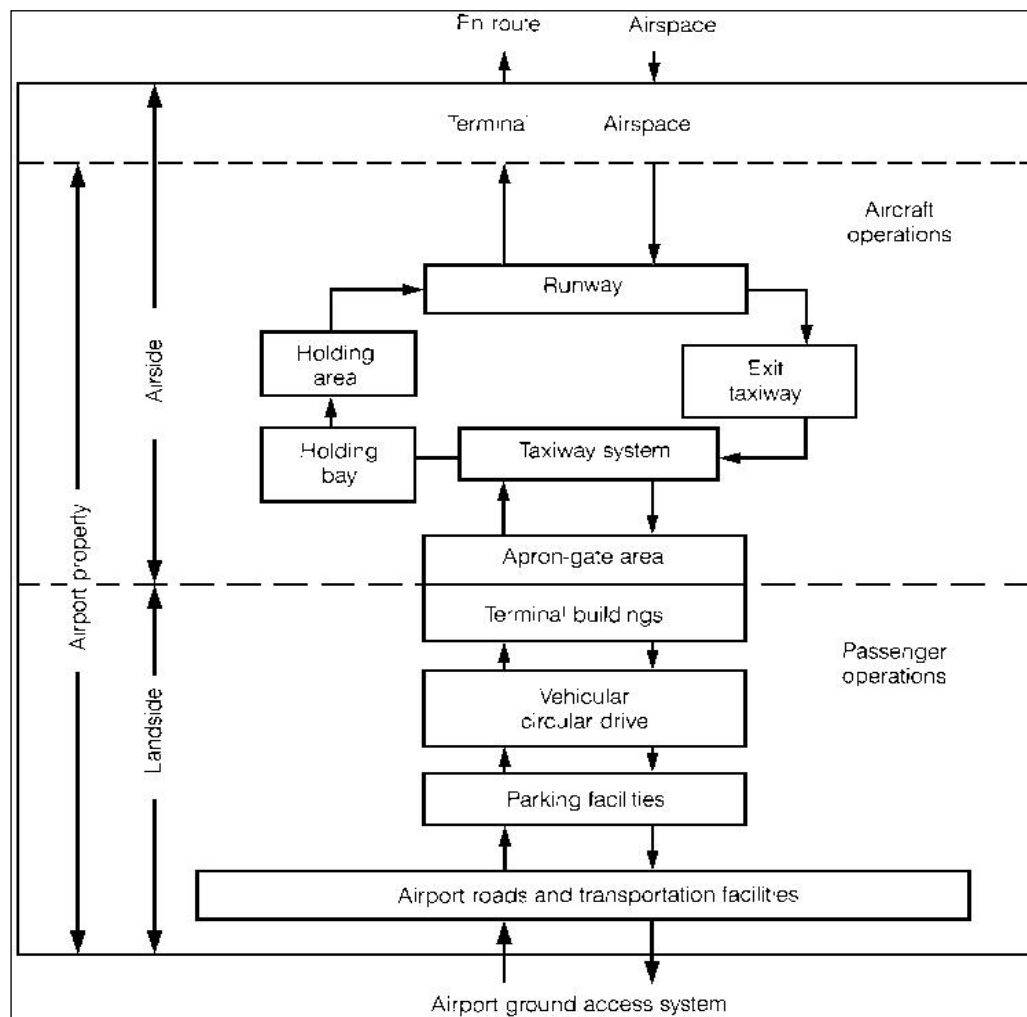 En route Airspace
Terminal Airspace
Aircraft
operations
Runway
Holding
area
Exit
taxiway
Holding
bay
Taxiway system
Apron-gate area
Terminal buildings
Passenger
operations
Vehicular
circular drive
Parking facilities
Airport roads and transportation facilities
Airport ground access system
Airport property
Airside
Landside